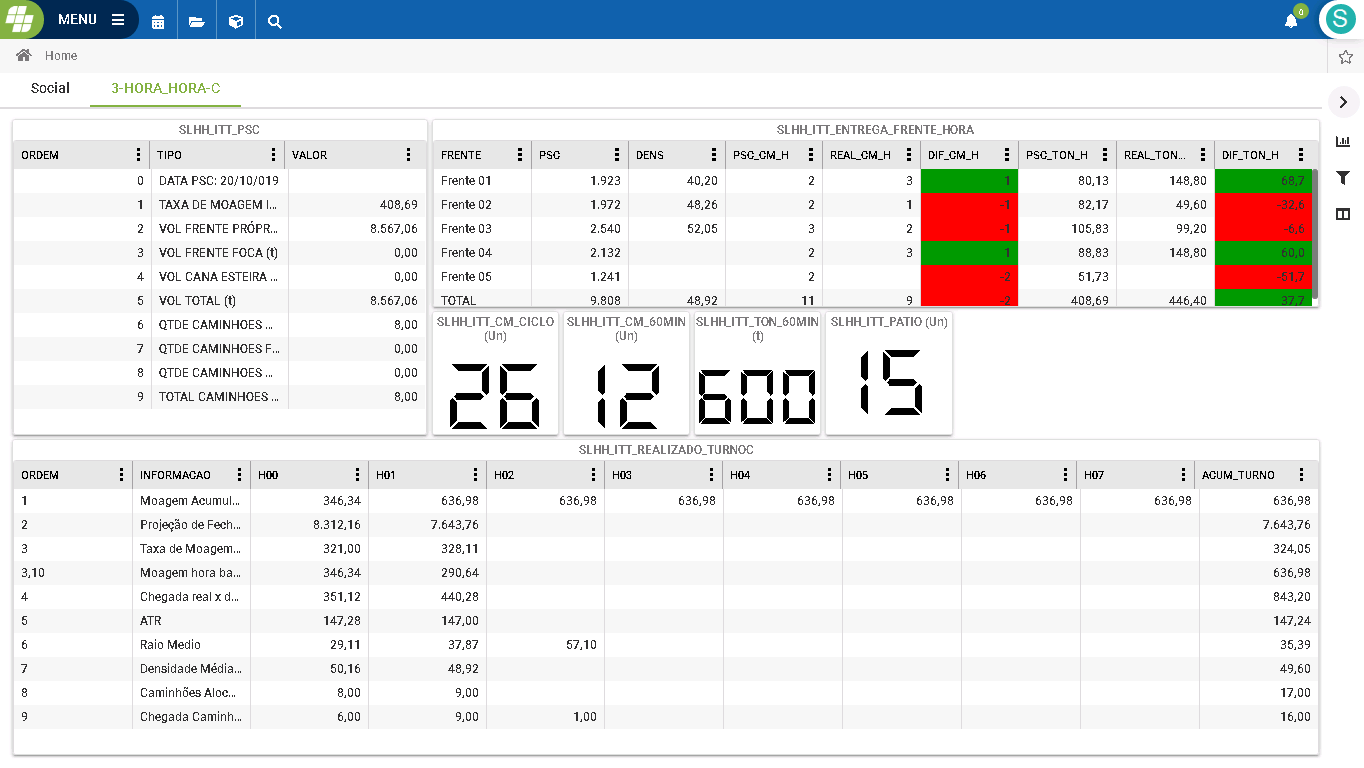 MENU
0
S
Home
Social
3-HORA_HORA-C
SLHH_ITT_PSC
ORDEM TIPO VALOR
0 DATA PSC: 20/10/019
1 TAXA DE MOAGEM I... 408,69
2 VOL FRENTE PRÓPR... 8.567,06
3 VOL FRENTE FOCA (t) 0,00
4 VOL CANA ESTEIRA ... 0,00
5 VOL TOTAL (t) 8.567,06
6 QTDE CAMINHOES ... 8,00
7 QTDE CAMINHOES F... 0,00
8 QTDE CAMINHOES ... 0,00
9 TOTAL CAMINHOES ... 8,00
SLHH_ITT_ENTREGA_FRENTE_HORA
FRENTE PSC DENS PSC_CM_H REAL_CM_H DIF_CM_H PSC_TON_H REAL_TON... DIF_TON_H
Frente 01 1.923 40,20 2 3 1 80,13 148,80 68,7
Frente 02 1.972 48,26 2 1 -1 82,17 49,60 -32,6
Frente 03 2.540 52,05 3 2 -1 105,83 99,20 -6,6
Frente 04 2.132 2 3 1 88,83 148,80 60,0
Frente 05 1.241 2 -2 51,73 -51,7
TOTAL 9.808 48,92 11 9 -2 408,69 446,40 37,7
SLHH_ITT_CM_CICLO
(Un)
26
SLHH_ITT_CM_60MIN
(Un)
12
SLHH_ITT_TON_60MIN
(t)
600
SLHH_ITT_PATIO (Un)
15
SLHH_ITT_REALIZADO_TURNOC
ORDEM INFORMACAO H00 H01 H02 H03 H04 H05 H06 H07 ACUM_TURNO
1 Moagem Acumul... 346,34 636,98 636,98 636,98 636,98 636,98 636,98 636,98 636,98
2 Projeção de Fech... 8.312,16 7.643,76 7.643,76
3 Taxa de Moagem... 321,00 328,11 324,05
3,10 Moagem hora ba... 346,34 290,64 636,98
4 Chegada real x d... 351,12 440,28 843,20
5 ATR 147,28 147,00 147,24
6 Raio Medio 29,11 37,87 57,10 35,39
7 Densidade Média... 50,16 48,92 49,60
8 Caminhões Aloc... 8,00 9,00 17,00
9 Chegada Caminh... 6,00 9,00 1,00 16,00